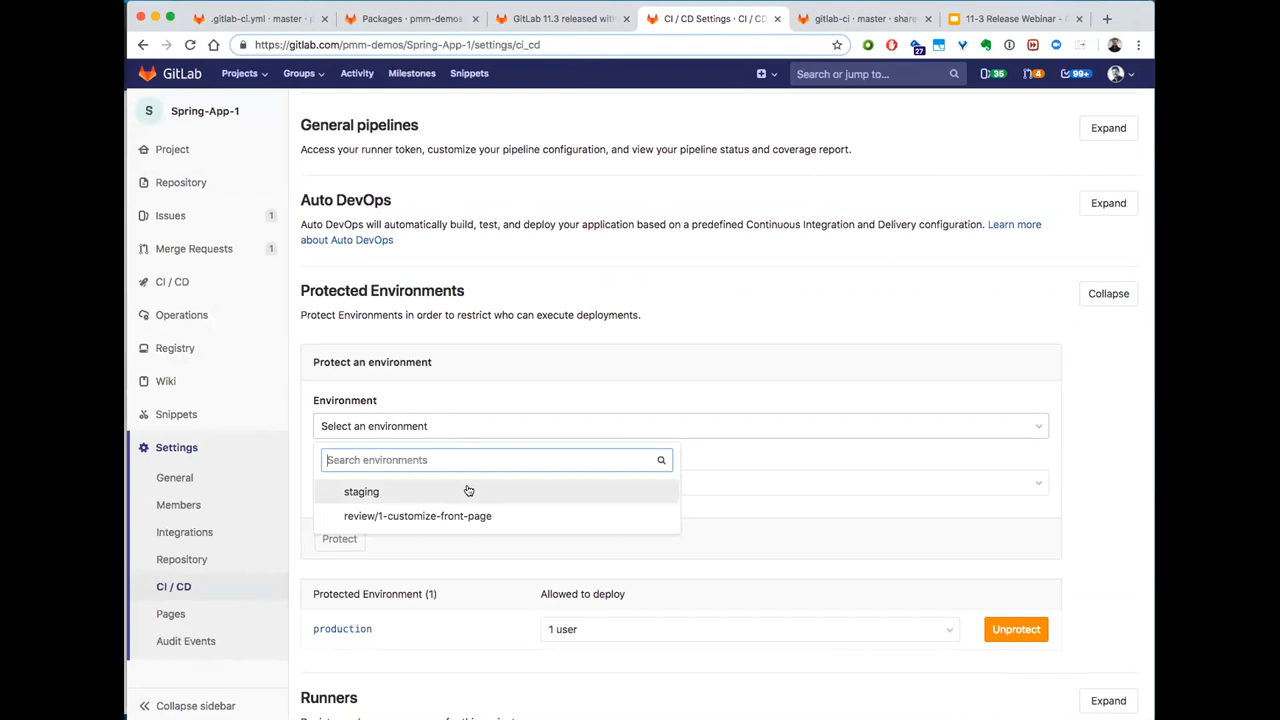 .gitlab-ci.yml · master · r
Packages · pmm-demos
GitLab 11.3 released with
CI / CD Settings · CI / CD
gitlab-ci · master · share
11-3 Release Webinar -
https://gitlab.com/pmm-demos/Spring-App-1/settings/ci_cd
27
GitLab
Projects
Groups
Activity
Milestones
Snippets
Search or jump to...
36
4
99+
S
Spring-App-1
Project
Repository
Issues
1
Merge Requests
1
CI / CD
Operations
Registry
Wiki
Snippets
Settings
General
Members
Integrations
Repository
CI / CD
Pages
Audit Events
Collapse sidebar
General pipelines
Expand
Access your runner token, customize your pipeline configuration, and view your pipeline status and coverage report.
Auto DevOps
Expand
Auto DevOps will automatically build, test, and deploy your application based on a predefined Continuous Integration and Delivery configuration. Learn more
about Auto DevOps
Protected Environments
Collapse
Protect Environments in order to restrict who can execute deployments.
Protect an environment
Environment
Select an environment
Search environments
staging
review/1-customize-front-page
Protect
Protected Environment (1)
Allowed to deploy
production
1 user
Unprotect
Runners
Expand